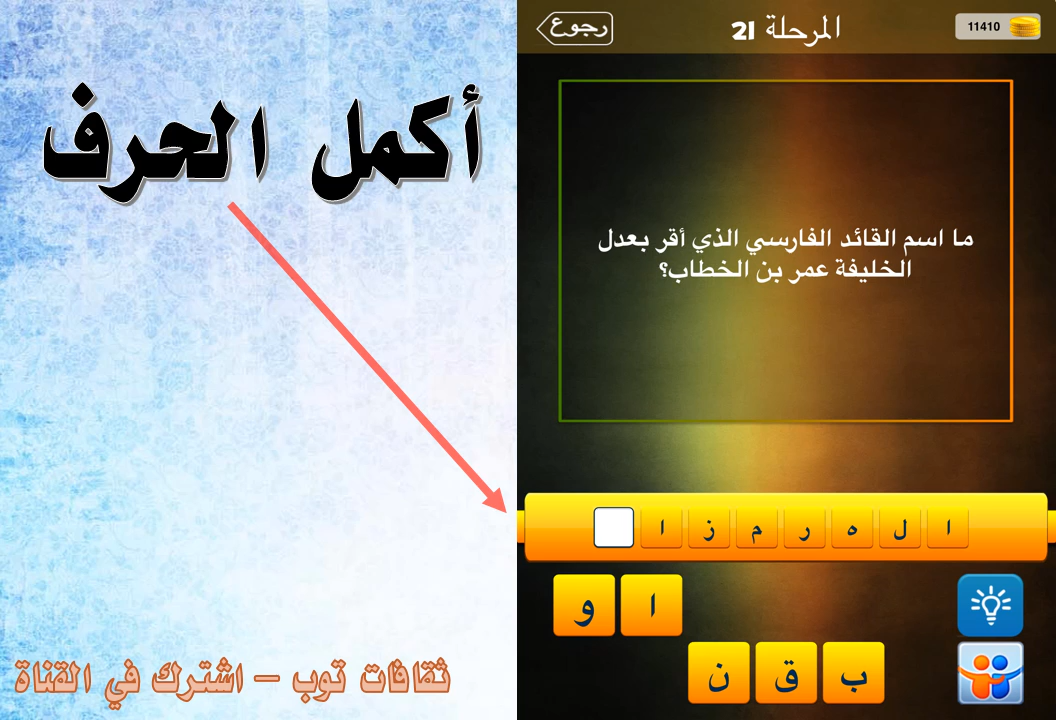 أكمل الحرف
ثقافات توب – اشترك في القناة
رجوع
المرحلة 21
11410
ما اسم القائد الفارسي الذي أقر بعدل
الخليفة عمر بن الخطاب؟
ا ل ه ر م ز ا
ا و
ب ق ن